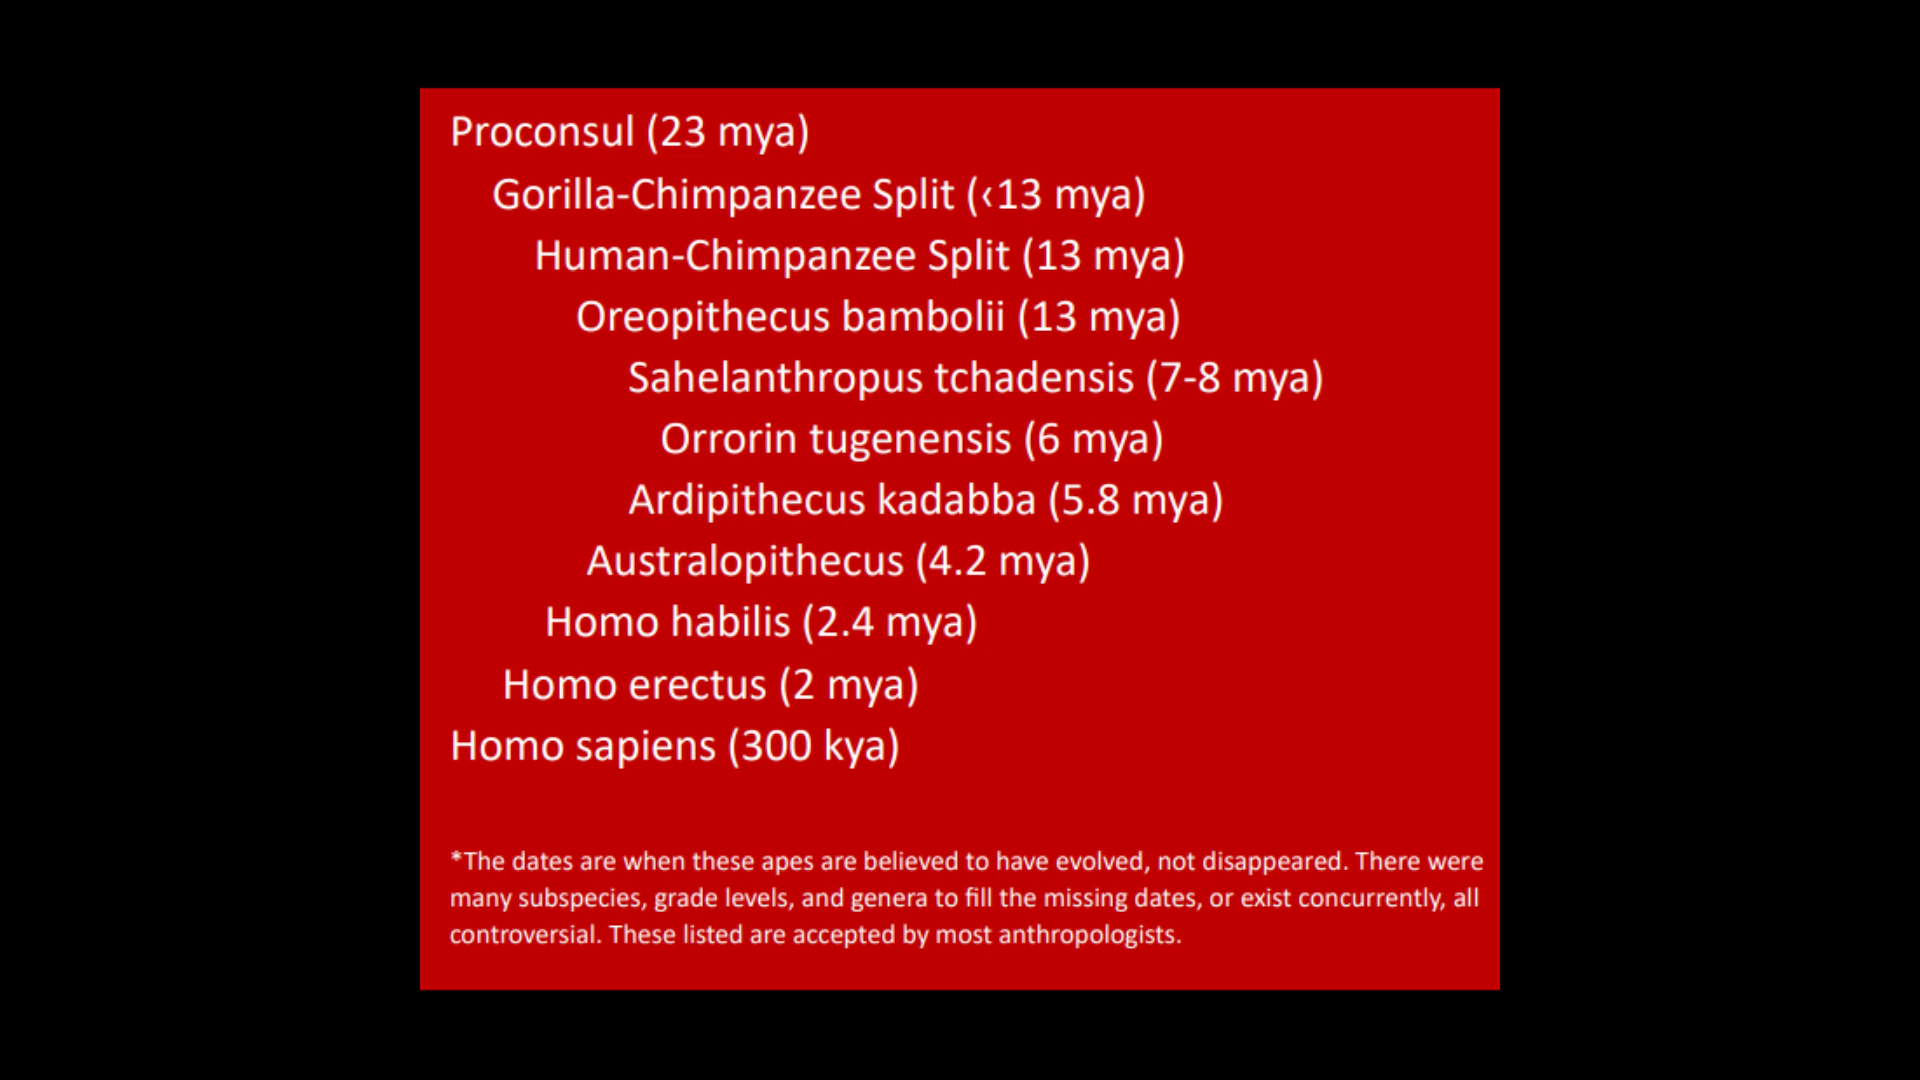 Proconsul (23 mya)
Gorilla-Chimpanzee Split (‹13 mya)
Human-Chimpanzee Split (13 mya)
Oreopithecus bambolii (13 mya)
Sahelanthropus tchadensis (7-8 mya)
Orrorin tugenensis (6 mya)
Ardipithecus kadabba (5.8 mya)
Australopithecus (4.2 mya)
Homo habilis (2.4 mya)
Homo erectus (2 mya)
Homo sapiens (300 kya)
*The dates are when these apes are believed to have evolved, not disappeared. There were
many subspecies, grade levels, and genera to fill the missing dates, or exist concurrently, all
controversial. These listed are accepted by most anthropologists.